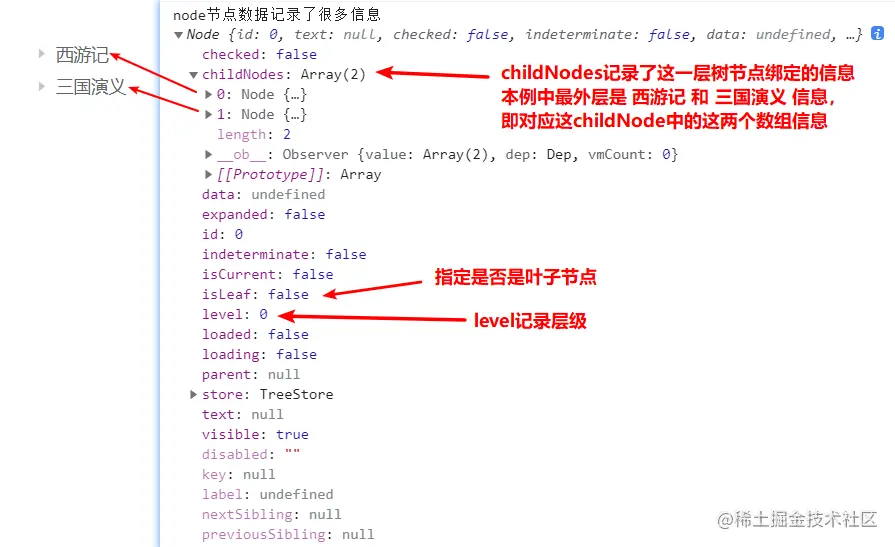 node节点数据记录了很多信息
▼Node {id: 0, text: null, checked: false, indeterminate: false, data: undefined, …} i
checked: false
▼childNodes: Array(2)
▶0: Node {…}
▶1: Node {…}
length: 2
▶__ob__: Observer {value: Array(2), dep: Dep, vmCount: 0}
▶[[Prototype]]: Array
data: undefined
expanded: false
id: 0
indeterminate: false
isCurrent: false
isLeaf: false
level: 0
loaded: false
loading: false
parent: null
▶store: TreeStore
text: null
visible: true
disabled: ""
key: null
label: undefined
nextSibling: null
previousSibling: null
西游记
三国演义
childNodes记录了这一层树节点绑定的信息
本例中最外层是 西游记 和 三国演义 信息，
即对应这childNode中的这两个数组信息
指定是否是叶子节点
level记录层级
@稀土掘金技术社区